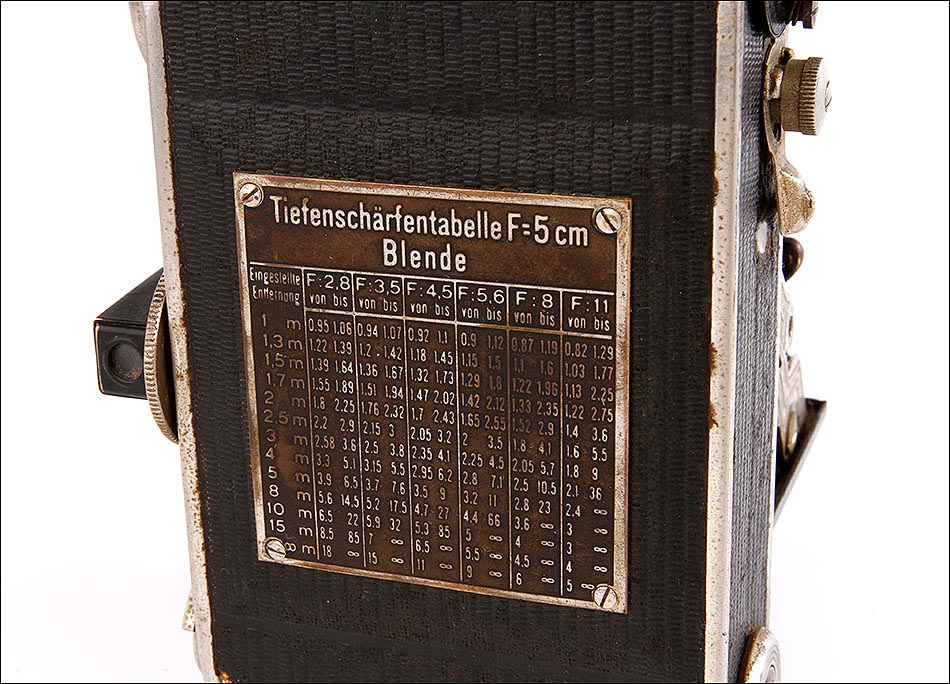 Tiefenschärfentabelle F=5 cm
Blende
Eingestellte Entfernung F:2,8 F:3,5 F:4,5 F:5,6 F:8 F:11
von bis von bis von bis von bis von bis von bis
1 m 0.95 1.06 0.94 1.07 0.92 1.1 0.9 1.12 0.87 1.19 0.82 1.29
1,3 m 1.22 1.39 1.2 1.42 1.18 1.45 1.15 1.5 1.1 1.6 1.03 1.77
1,5 m 1.39 1.64 1.36 1.67 1.32 1.73 1.29 1.8 1.22 1.96 1.13 2.25
1,7 m 1.55 1.89 1.51 1.94 1.47 2.02 1.42 2.12 1.33 2.35 1.22 2.75
2 m 1.8 2.25 1.76 2.32 1.7 2.43 1.65 2.55 1.52 2.9 1.4 3.6
2,5 m 2.2 2.9 2.15 3 2.05 3.2 2 3.5 1.8 4.1 1.6 5.5
3 m 2.58 3.6 2.5 3.8 2.35 4.1 2.25 4.5 2.05 5.7 1.8 9
4 m 3.3 5.1 3.15 5.5 2.95 6.2 2.8 7.1 2.5 10.5 2.1 36
5 m 3.9 6.5 3.7 7.6 3.5 9 3.2 11 2.8 23 2.4 ∞
8 m 5.6 14.5 5.2 17.5 4.7 27 4.4 66 3.6 ∞ 3 ∞
10 m 6.5 22 5.9 32 5.3 85 5 ∞ 4 ∞ 3 ∞
15 m 8.5 85 7 ∞ 6.5 ∞ 5.5 ∞ 4.5 ∞ 4 ∞
∞ m 18 ∞ 15 ∞ 11 ∞ 9 ∞ 6 ∞ 5 ∞